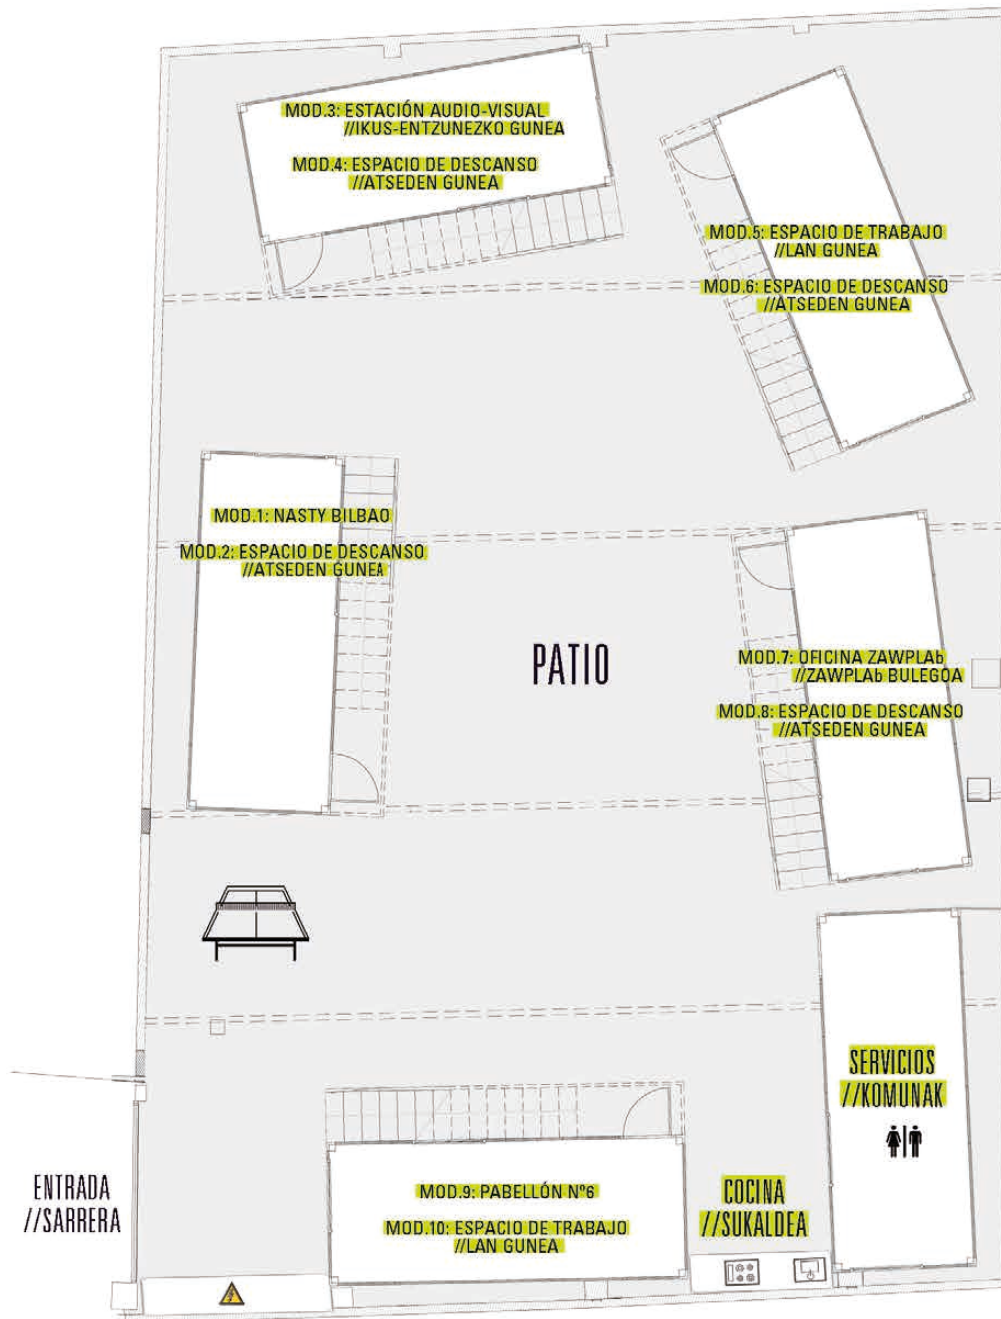 MOD.3: ESTACIÓN AUDIO-VISUAL
//IKUS-ENTZUNEZKO GUNEA
MOD.4: ESPACIO DE DESCANSO
//ATSEDEN GUNEA
MOD.5: ESPACIO DE TRABAJO
//LAN GUNEA
MOD.6: ESPACIO DE DESCANSO
//ATSEDEN GUNEA
MOD.1: NASTY BILBAO
MOD.2: ESPACIO DE DESCANSO
//ATSEDEN GUNEA
PATIO
MOD.7: OFICINA ZAWPLAb
//ZAWPLAb BULEGOA
MOD.8: ESPACIO DE DESCANSO
//ATSEDEN GUNEA
SERVICIOS
//KOMUNAK
ENTRADA
//SARRERA
MOD.9: PABELLÓN Nº6
MOD.10: ESPACIO DE TRABAJO
//LAN GUNEA
COCINA
//SUKALDEA